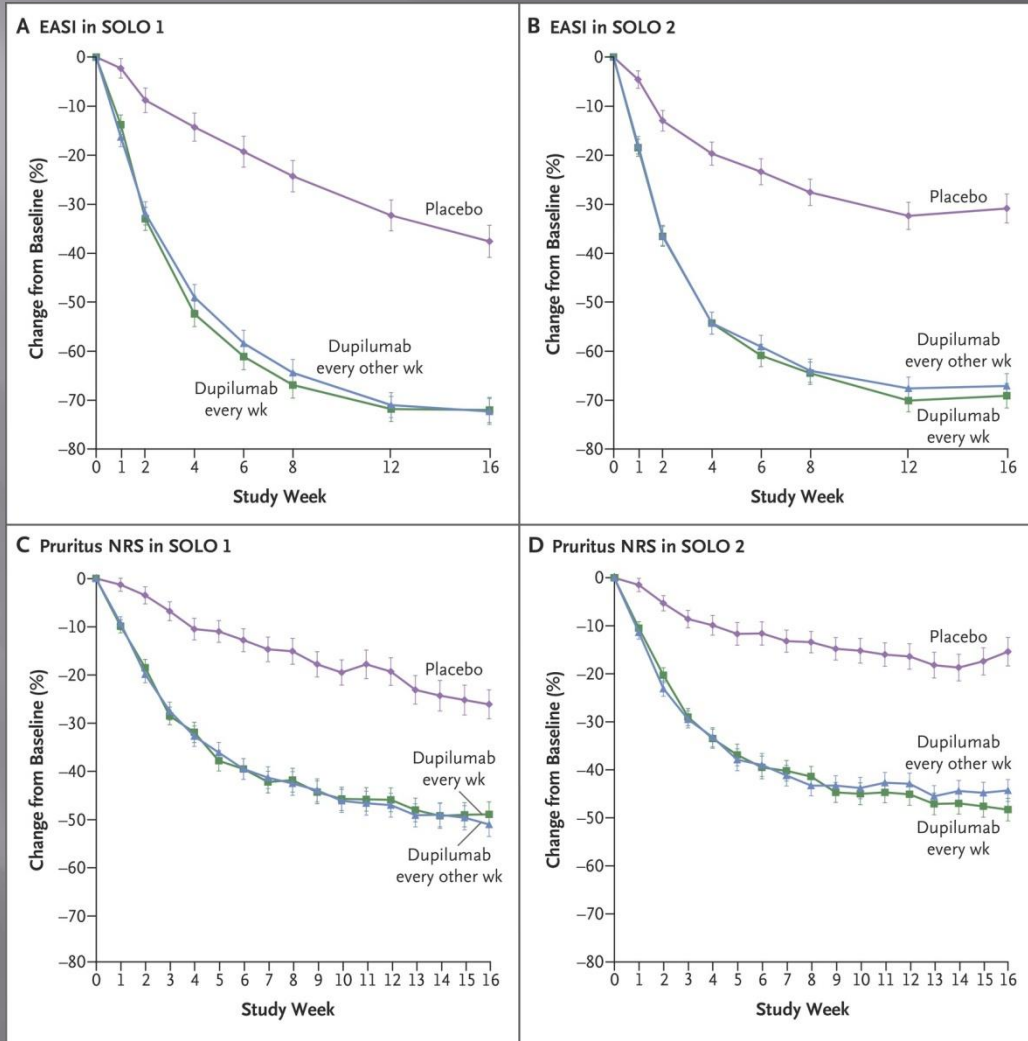 A EASI in SOLO 1
0
–10
–20
–30
–40
–50
–60
–70
–80
Change from Baseline (%)
Placebo
Dupilumab
every other wk
Dupilumab
every wk
0 1 2 4 6 8 12 16
Study Week
B EASI in SOLO 2
0
–10
–20
–30
–40
–50
–60
–70
–80
Change from Baseline (%)
Placebo
Dupilumab
every other wk
Dupilumab
every wk
0 1 2 4 6 8 12 16
Study Week
C Pruritus NRS in SOLO 1
0
–10
–20
–30
–40
–50
–60
–70
–80
Change from Baseline (%)
Placebo
Dupilumab
every wk
Dupilumab
every other wk
0 1 2 3 4 5 6 7 8 9 10 11 12 13 14 15 16
Study Week
D Pruritus NRS in SOLO 2
0
–10
–20
–30
–40
–50
–60
–70
–80
Change from Baseline (%)
Placebo
Dupilumab
every other wk
Dupilumab
every wk
0 1 2 3 4 5 6 7 8 9 10 11 12 13 14 15 16
Study Week